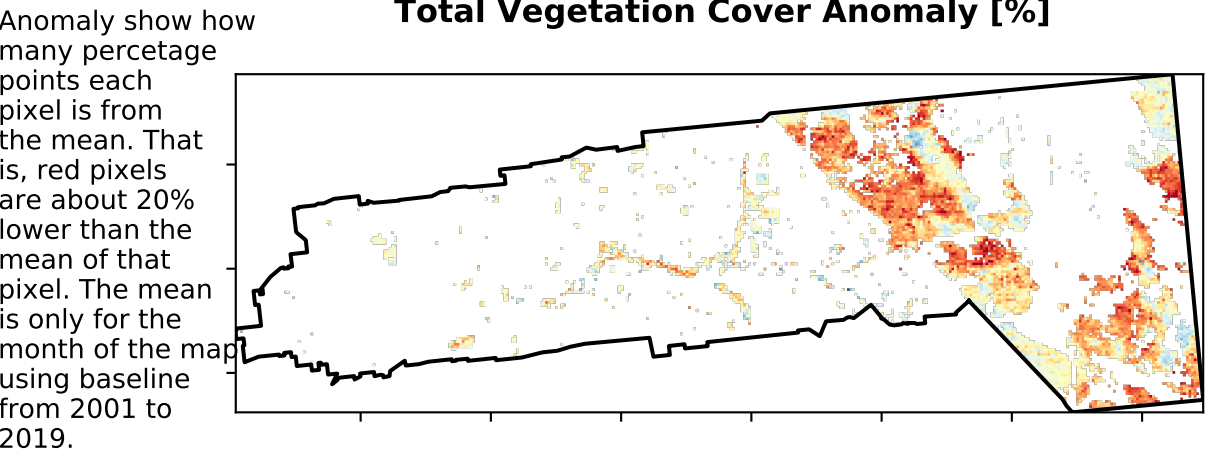 Total Vegetation Cover Anomaly [%]
Anomaly show how
many percetage
points each
pixel is from
the mean. That
is, red pixels
are about 20%
lower than the
mean of that
pixel. The mean
is only for the
month of the map
using baseline
from 2001 to
2019.